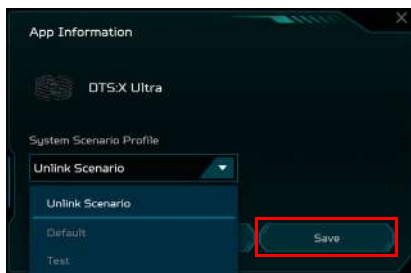 App Information
DTS:X Ultra
System Scenario Profile
Unlink Scenario
Unlink Scenario
Default
Save
Test